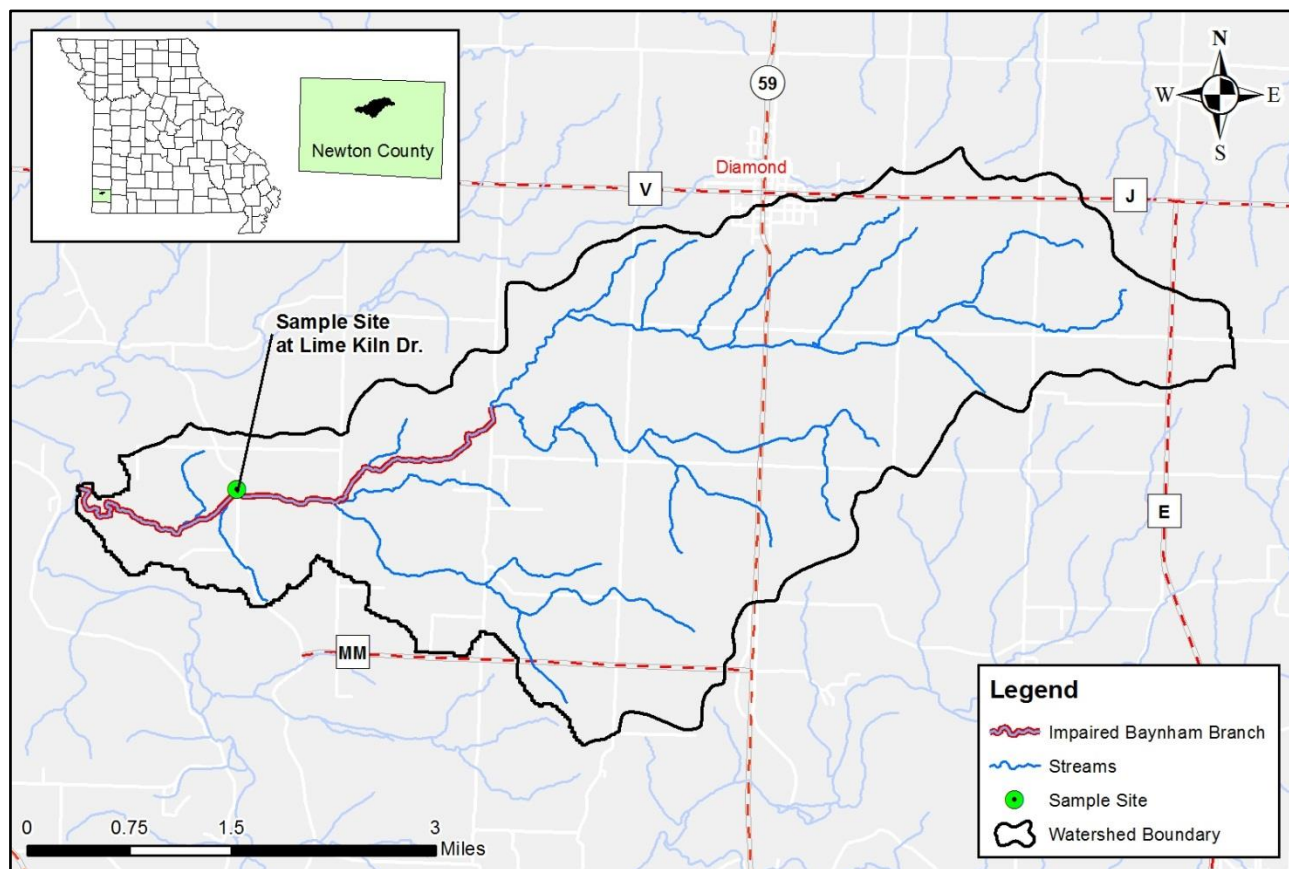 Newton County
N
W E
S
59
Diamond
V
J
Sample Site
at Lime Kiln Dr.
E
MM
Legend
Impaired Baynham Branch
Streams
Sample Site
Watershed Boundary
0 0.75 1.5 3
Miles